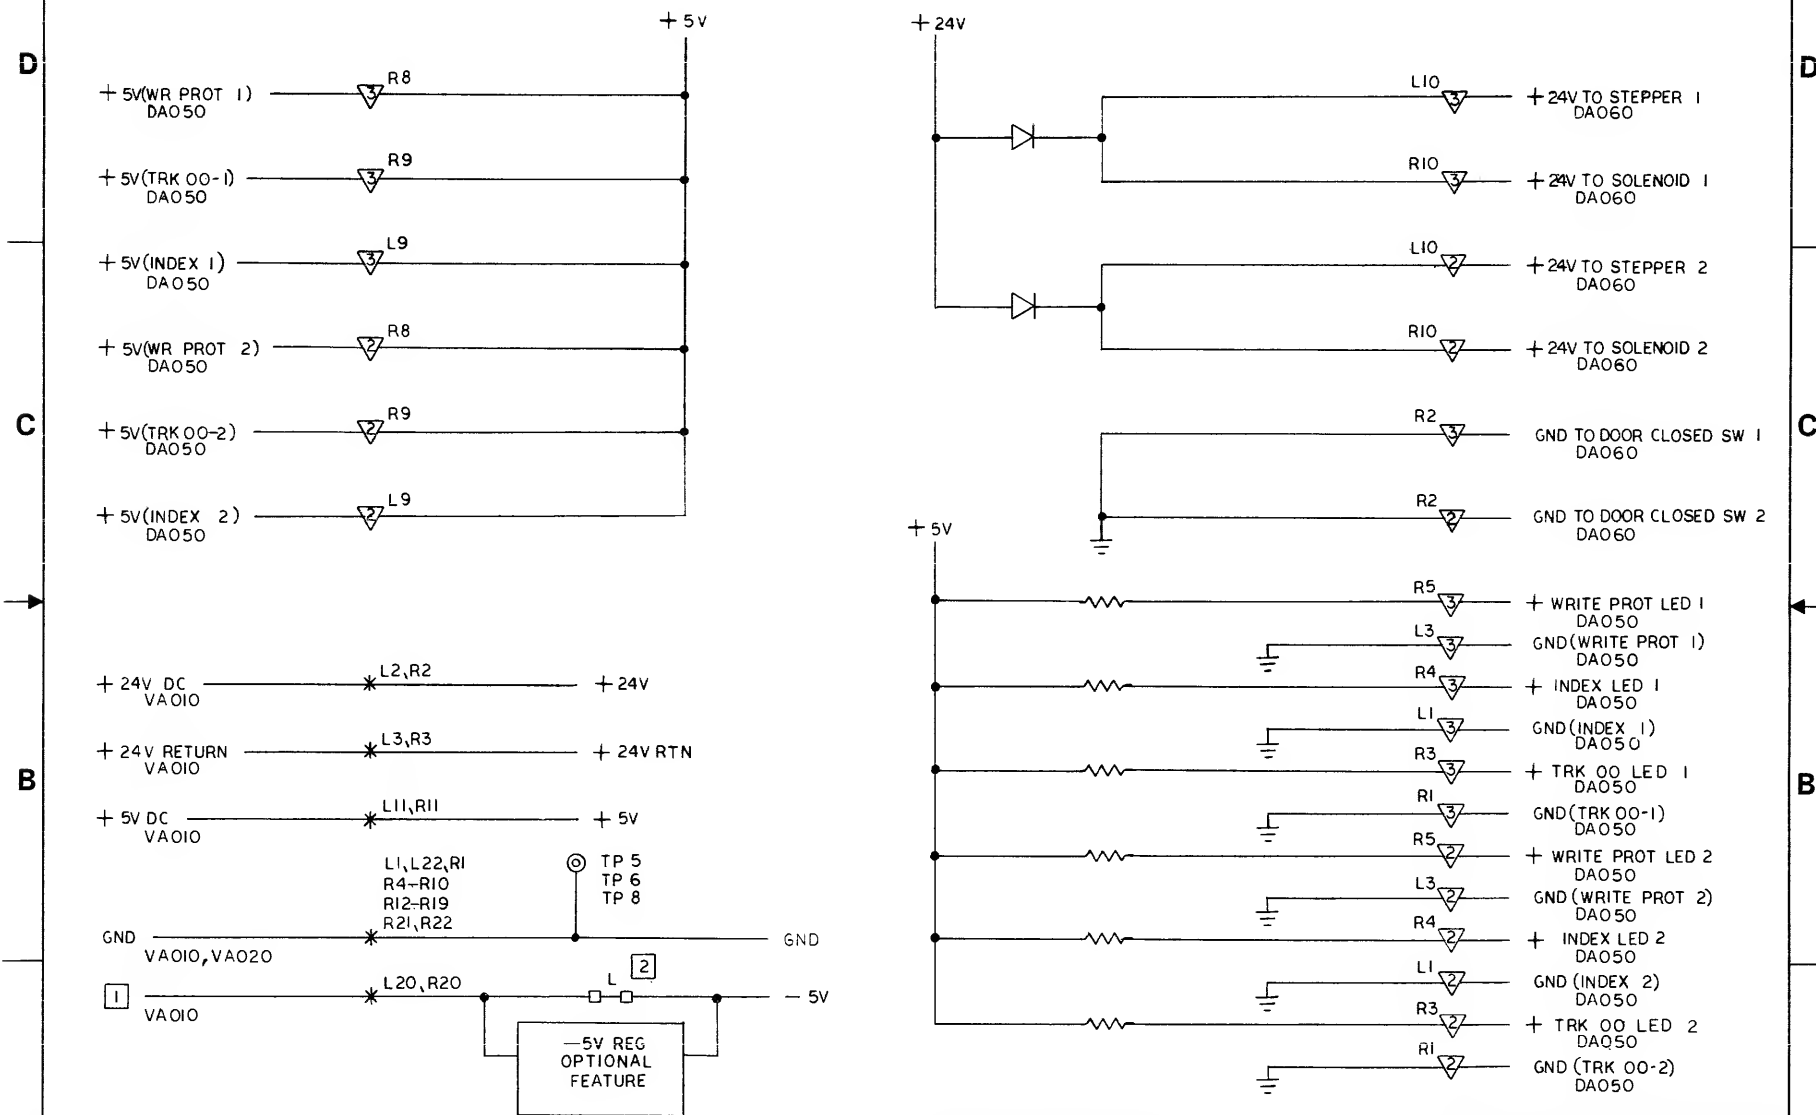 + 5V
+ 24V
D
D
+ 5V(WR PROT 1)
DA050
3
R8
+ 5V(TRK 00-1)
DA050
3
R9
+ 5V(INDEX 1)
DA050
3
L9
+ 5V(WR PROT 2)
DA050
2
R8
+ 5V(TRK 00-2)
DA050
2
R9
+ 5V(INDEX 2)
DA050
2
L9
C
C
L10
3
+ 24V TO STEPPER 1
DA060
R10
3
+ 24V TO SOLENOID 1
DA060
L10
2
+ 24V TO STEPPER 2
DA060
R10
2
+ 24V TO SOLENOID 2
DA060
R2
3
GND TO DOOR CLOSED SW 1
DA060
R2
2
GND TO DOOR CLOSED SW 2
DA060
+ 24V DC
VA010
L2,R2
+ 24V
+ 24V RETURN
VA010
L3,R3
+ 24V RTN
B
B
+ 5V DC
VA010
L11,R11
+ 5V
L1,L22,R1
R4-R10
R12-R19
R21,R22
TP 5
TP 6
TP 8
GND
VA010,VA020
GND
1
VA010
L20,R20
L
2
- 5V
-5V REG
OPTIONAL
FEATURE
+ 5V
R5
3
+ WRITE PROT LED 1
DA050
L3
3
GND(WRITE PROT 1)
DA050
R4
3
+ INDEX LED 1
DA050
L1
3
GND(INDEX 1)
DA050
R3
3
+ TRK 00 LED 1
DA050
R1
3
GND(TRK 00-1)
DA050
R5
2
+ WRITE PROT LED 2
DA050
L3
2
GND(WRITE PROT 2)
DA050
R4
2
+ INDEX LED 2
DA050
L1
2
GND (INDEX 2)
DA050
R3
2
+ TRK 00 LED 2
DA050
R1
2
GND (TRK 00-2)
DA050